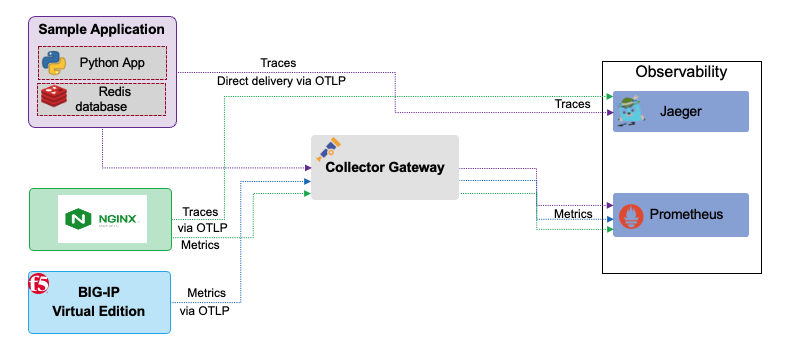 Sample Application
Python App
Redis
database
Traces
Direct delivery via OTLP
Observability
Traces
Jaeger
Collector Gateway
NGINX
Traces
via OTLP
Metrics
Metrics
Prometheus
f5
BIG-IP
Virtual Edition
Metrics
via OTLP